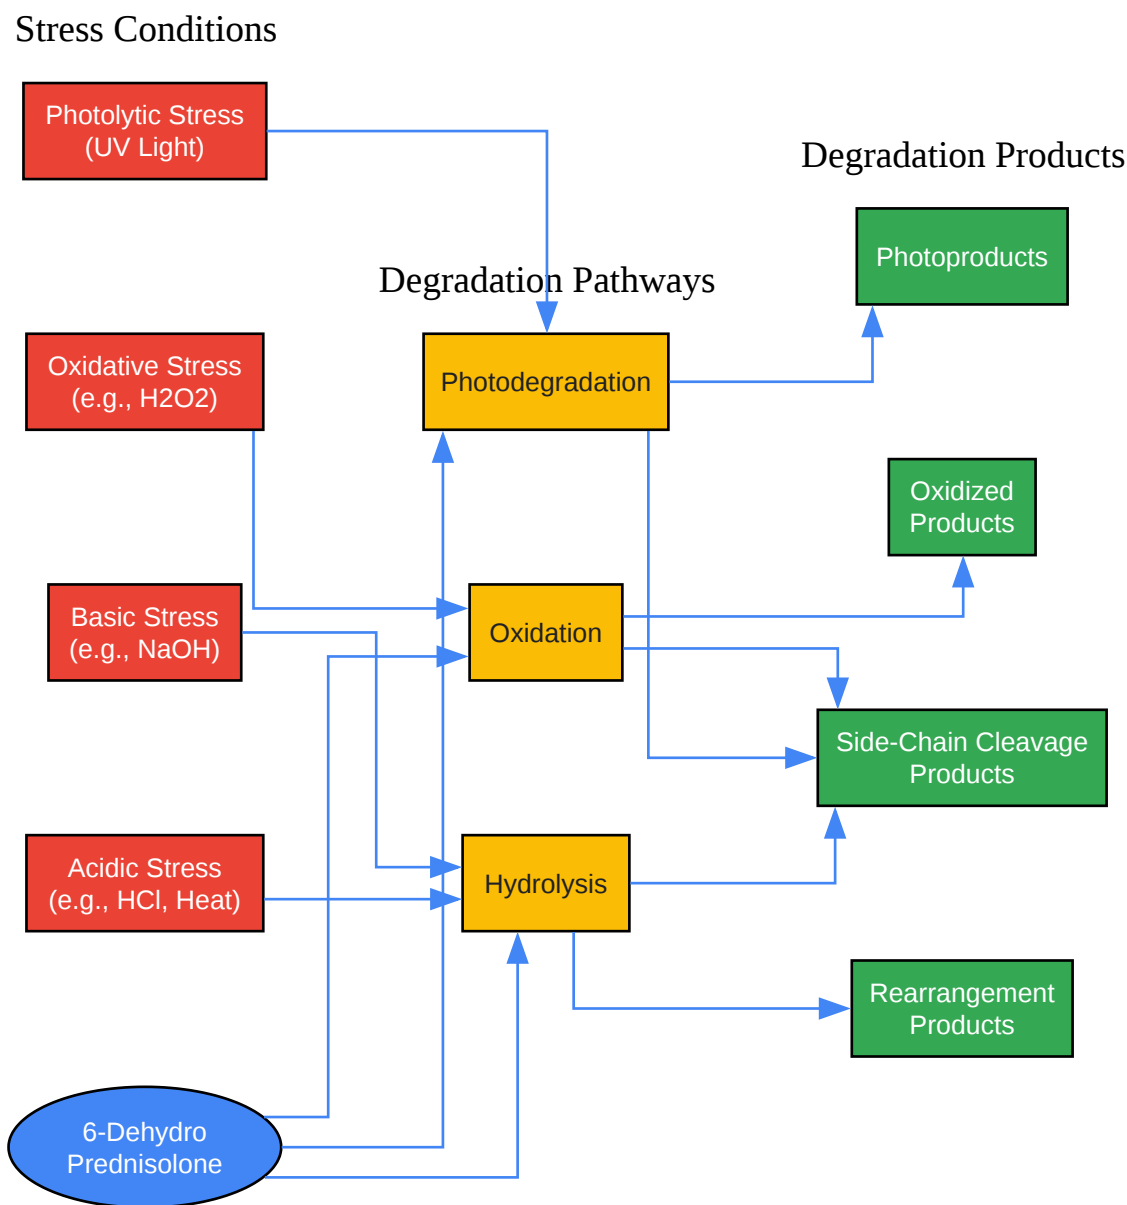 Stress Conditions
Photolytic Stress
(UV Light)
Degradation Products
Photoproducts
Degradation Pathways
Oxidative Stress
(e.g., H2O2)
Photodegradation
Oxidized
Products
Basic Stress
(e.g., NaOH)
Oxidation
Side-Chain Cleavage
Products
Acidic Stress
(e.g., HCl, Heat)
Hydrolysis
Rearrangement
Products
6-Dehydro
Prednisolone